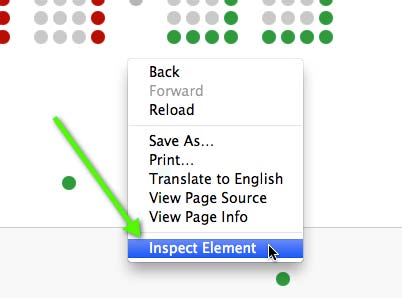 Back
Forward
Reload
Save As...
Print...
Translate to English
View Page Source
View Page Info
Inspect Element